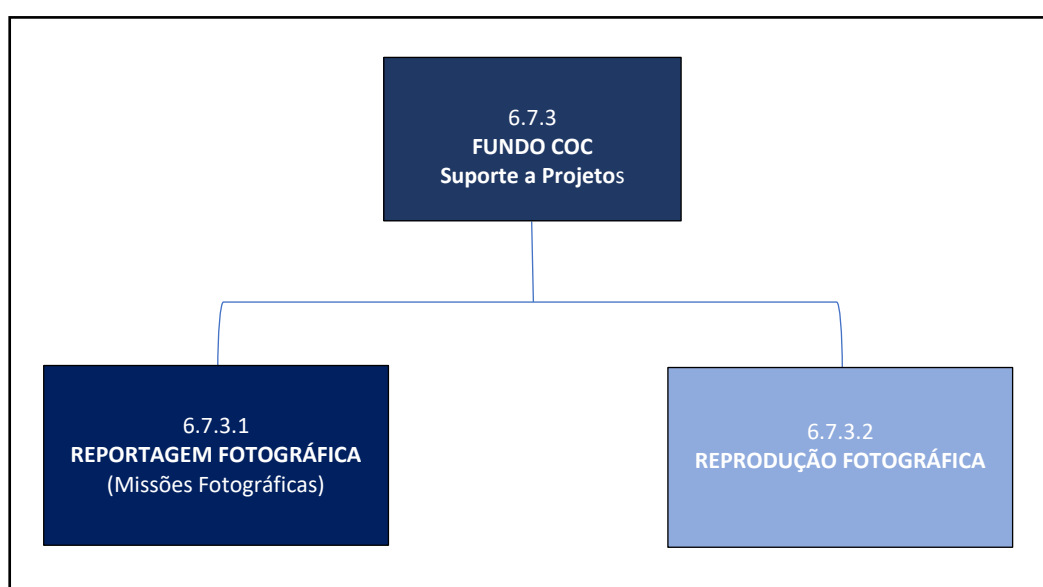 6.7.3
FUNDO COC
Suporte a Projetos
6.7.3.1
REPORTAGEM FOTOGRÁFICA
(Missões Fotográficas)
6.7.3.2
REPRODUÇÃO FOTOGRÁFICA